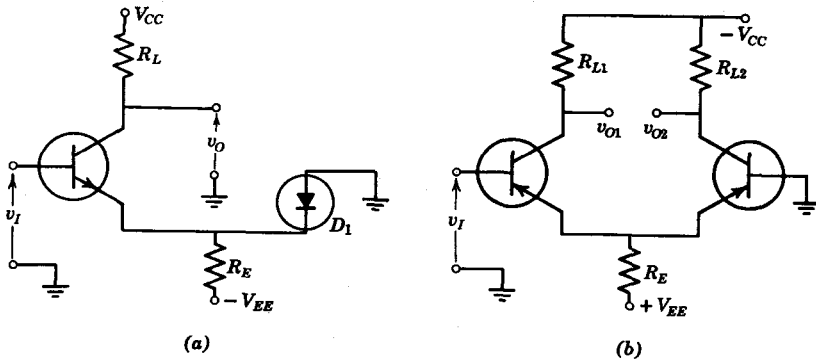 V_CC
R_L
v_O
v_I
D_1
R_E
− V_EE
(a)
− V_CC
R_L1
R_L2
v_O1
v_O2
v_I
R_E
+ V_EE
(b)